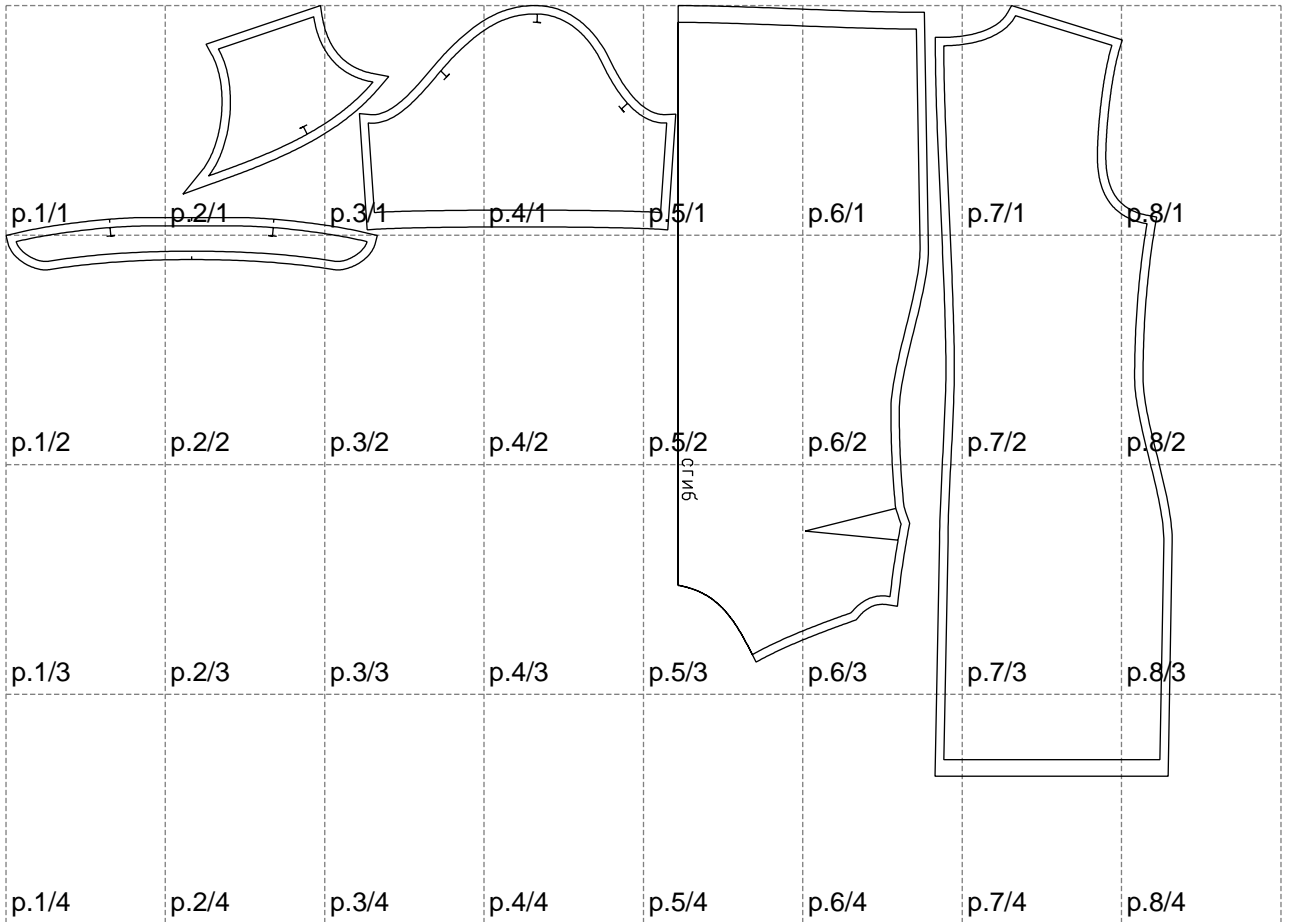 p.1/1 p.2/1 p.3/1 p.4/1 p.5/1 p.6/1 p.7/1 p.8/1
p.1/2 p.2/2 p.3/2 p.4/2 p.5/2 p.6/2 p.7/2 p.8/2
сгиб
p.1/3 p.2/3 p.3/3 p.4/3 p.5/3 p.6/3 p.7/3 p.8/3
p.1/4 p.2/4 p.3/4 p.4/4 p.5/4 p.6/4 p.7/4 p.8/4